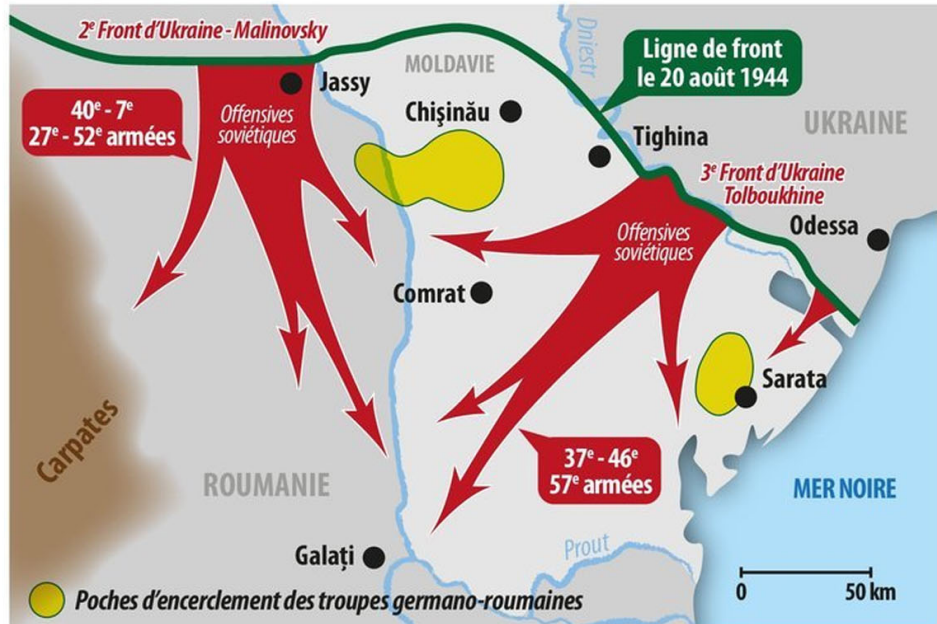 2e Front d'Ukraine - Malinovsky
Dniestr
Ligne de front
le 20 août 1944
MOLDAVIE
Jassy
40e - 7e
27e - 52e armées
Offensives
soviétiques
Chişinău
UKRAINE
Tighina
3e Front d'Ukraine
Tolboukhine
Odessa
Offensives
soviétiques
Comrat
Sarata
Carpates
37e - 46e
57e armées
ROUMANIE
MER NOIRE
Prout
Galaţi
0
50 km
Poches d'encerclement des troupes germano-roumaines